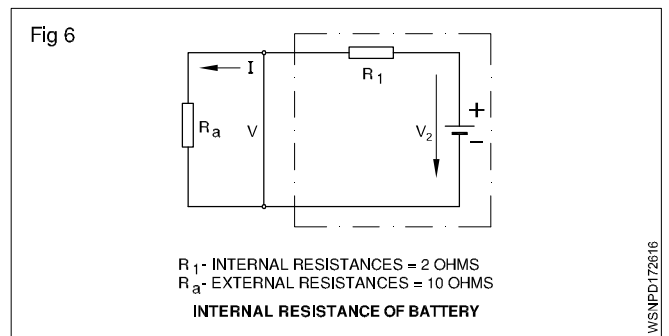 Fig 6
I
R1
Ra
V
V2
+
−
R1- INTERNAL RESISTANCES = 2 OHMS
Ra- EXTERNAL RESISTANCES = 10 OHMS
INTERNAL RESISTANCE OF BATTERY
WSNPD172616